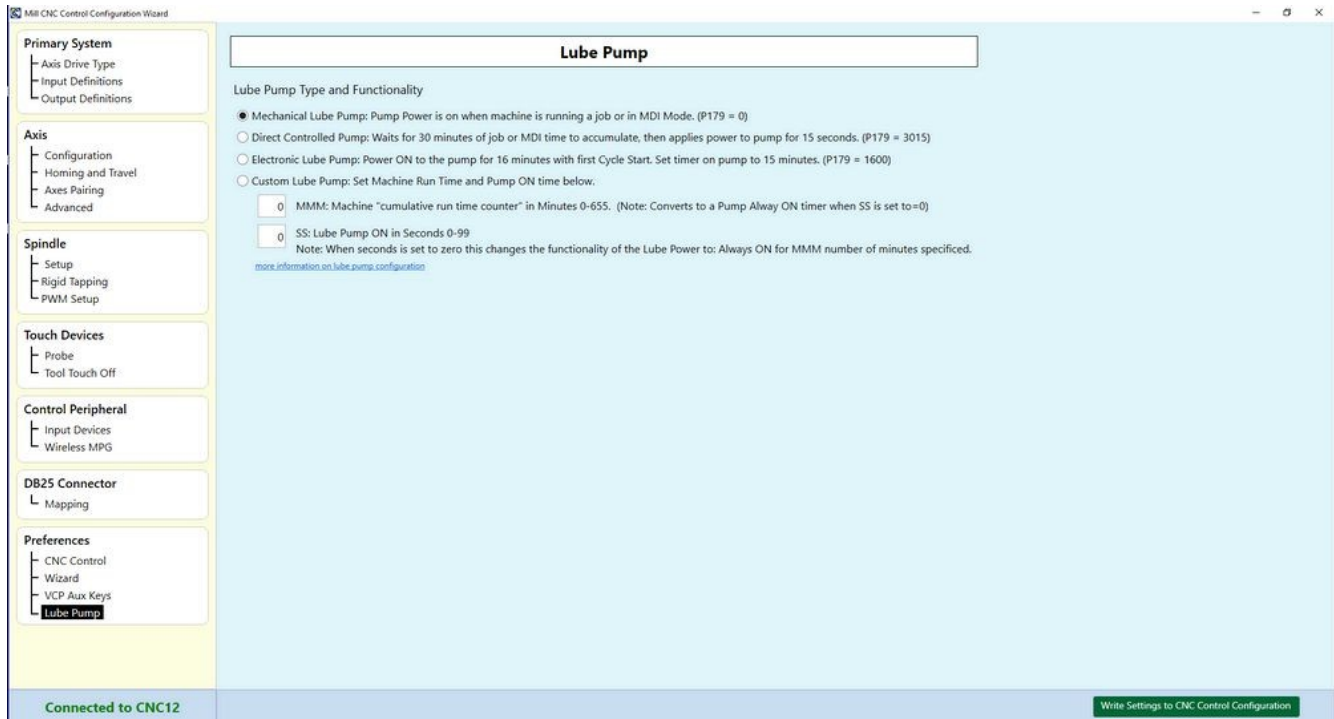 Mill CNC Control Configuration Wizard
Primary System
Axis Drive Type
Input Definitions
Output Definitions
Axis
Configuration
Homing and Travel
Axes Pairing
Advanced
Spindle
Setup
Rigid Tapping
PWM Setup
Touch Devices
Probe
Tool Touch Off
Control Peripheral
Input Devices
Wireless MPG
DB25 Connector
Mapping
Preferences
CNC Control
Wizard
VCP Aux Keys
Lube Pump
Connected to CNC12
Lube Pump
Lube Pump Type and Functionality
Mechanical Lube Pump: Pump Power is on when machine is running a job or in MDI Mode. (P179 = 0)
Direct Controlled Pump: Waits for 30 minutes of job or MDI time to accumulate, then applies power to pump for 15 seconds. (P179 = 3015)
Electronic Lube Pump: Power ON to the pump for 16 minutes with first Cycle Start. Set timer on pump to 15 minutes. (P179 = 1600)
Custom Lube Pump: Set Machine Run Time and Pump ON time below.
0 MMM: Machine "cumulative run time counter" in Minutes 0-655. (Note: Converts to a Pump Alway ON timer when SS is set to=0)
0 SS: Lube Pump ON in Seconds 0-99
Note: When seconds is set to zero this changes the functionality of the Lube Power to: Always ON for MMM number of minutes specificed.
more information on lube pump configuration
Write Settings to CNC Control Configuration